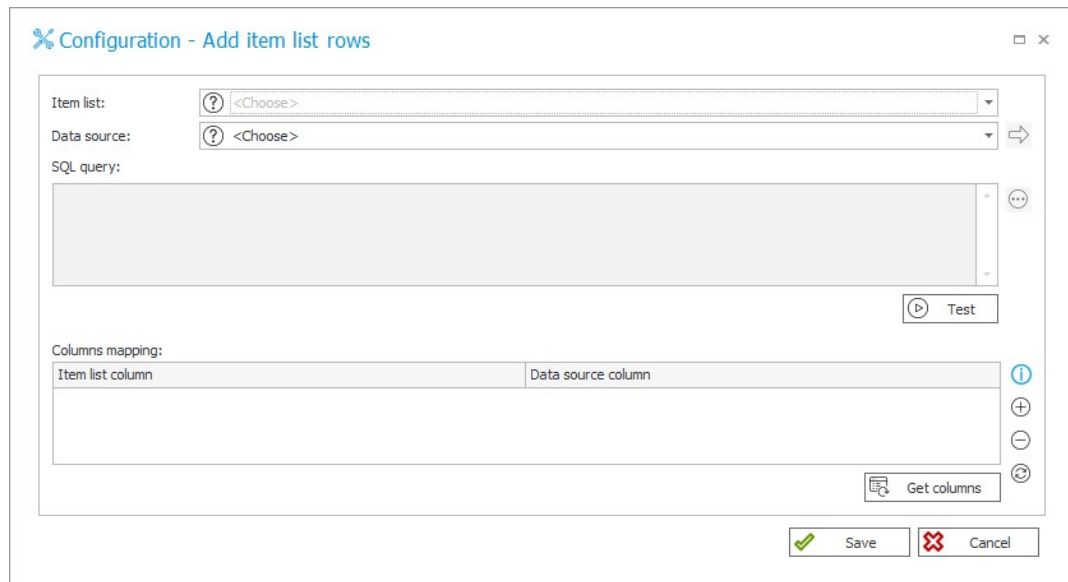 Configuration - Add item list rows
Item list:
<Choose>
Data source:
<Choose>
SQL query:
Test
Columns mapping:
Item list column Data source column
Get columns
Save Cancel